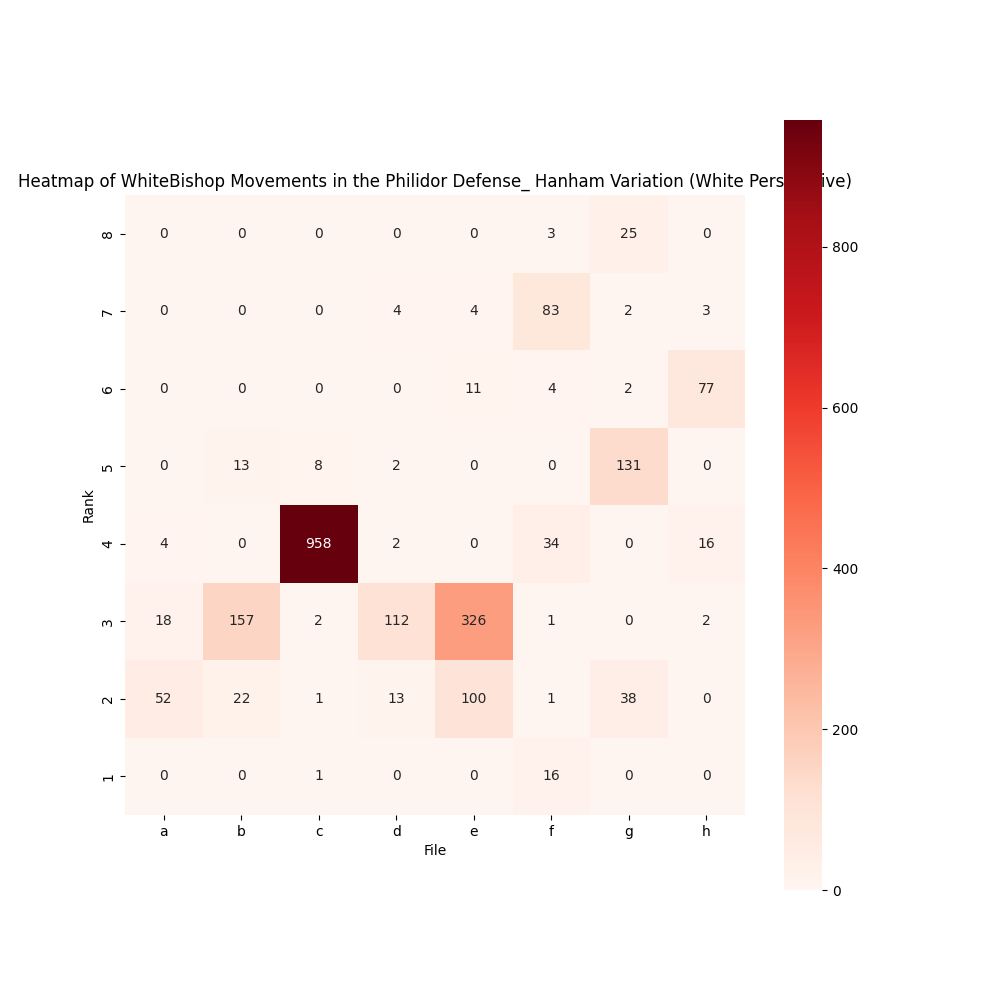 Heatmap of WhiteBishop Movements in the Philidor Defense_ Hanham Variation (White Perspective)
8 0 0 0 0 0 3 25 0
7 0 0 0 4 4 83 2 3
6 0 0 0 0 11 4 2 77
5 0 13 8 2 0 0 131 0
4 4 0 958 2 0 34 0 16
3 18 157 2 112 326 1 0 2
2 52 22 1 13 100 1 38 0
1 0 0 1 0 0 16 0 0
a b c d e f g h
File
Rank
800
600
400
200
0